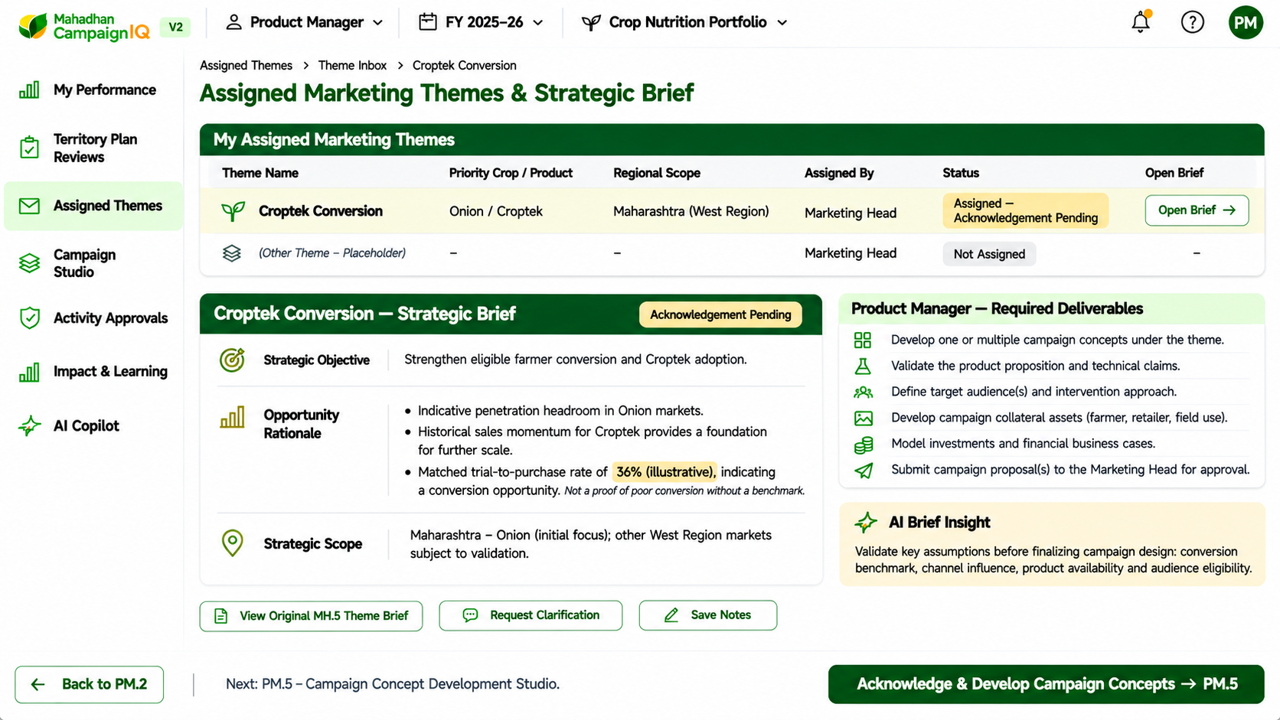 Mahadhan
CampaignIQ V2
Product Manager
FY 2025–26
Crop Nutrition Portfolio
PM
My Performance
Territory Plan
Reviews
Assigned Themes
Campaign
Studio
Activity Approvals
Impact & Learning
AI Copilot
Assigned Themes > Theme Inbox > Croptek Conversion
Assigned Marketing Themes & Strategic Brief
My Assigned Marketing Themes
Theme Name Priority Crop / Product Regional Scope Assigned By Status Open Brief
Croptek Conversion Onion / Croptek Maharashtra (West Region) Marketing Head Assigned –
Acknowledgement Pending Open Brief →
(Other Theme – Placeholder) – – Marketing Head Not Assigned –
Croptek Conversion — Strategic Brief Acknowledgement Pending
Strategic Objective Strengthen eligible farmer conversion and Croptek adoption.
Opportunity
Rationale
• Indicative penetration headroom in Onion markets.
• Historical sales momentum for Croptek provides a foundation
for further scale.
• Matched trial-to-purchase rate of 36% (illustrative), indicating
a conversion opportunity. Not a proof of poor conversion without a benchmark.
Strategic Scope
Maharashtra – Onion (initial focus); other West Region markets
subject to validation.
Product Manager — Required Deliverables
Develop one or multiple campaign concepts under the theme.
Validate the product proposition and technical claims.
Define target audience(s) and intervention approach.
Develop campaign collateral assets (farmer, retailer, field use).
Model investments and financial business cases.
Submit campaign proposal(s) to the Marketing Head for approval.
AI Brief Insight
Validate key assumptions before finalizing campaign design: conversion
benchmark, channel influence, product availability and audience eligibility.
View Original MH.5 Theme Brief
Request Clarification
Save Notes
← Back to PM.2
Next: PM.5 – Campaign Concept Development Studio.
Acknowledge & Develop Campaign Concepts → PM.5